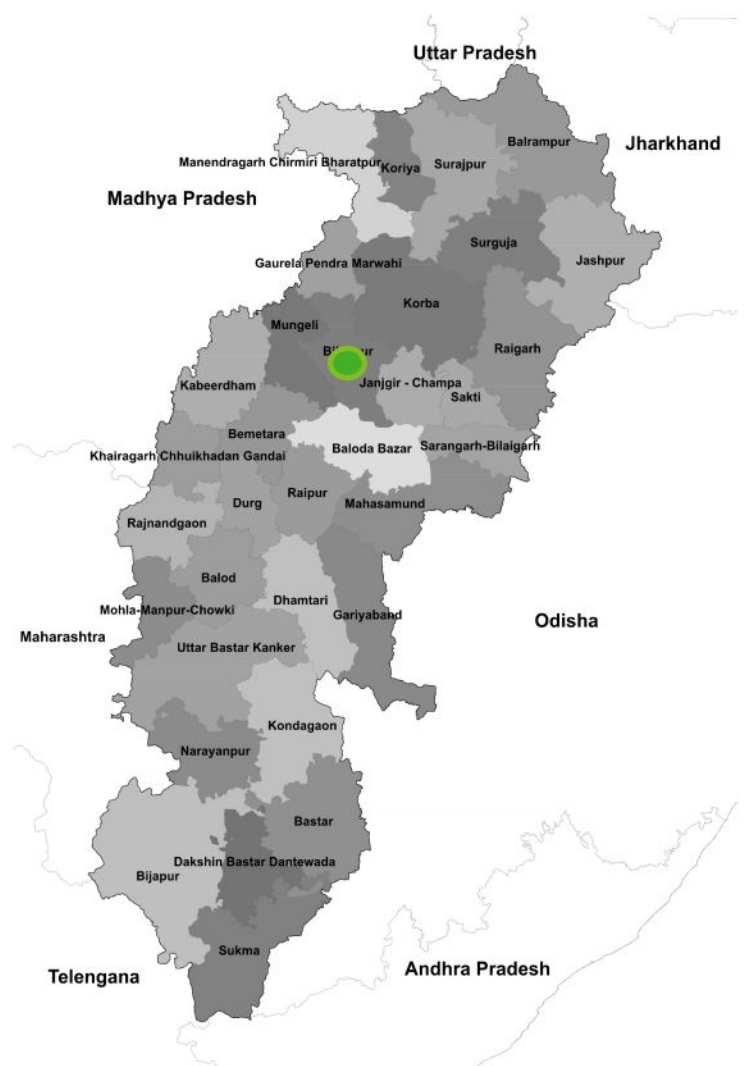 Uttar Pradesh
Balrampur
Jharkhand
Manendragarh Chirmiri Bharatpur
Koriya
Surajpur
Madhya Pradesh
Surguja
Gaurela Pendra Marwahi
Jashpur
Korba
Mungeli
Raigarh
Janjgir - Champa
Kabeerdham
Sakti
Bemetara
Baloda Bazar
Sarangarh-Bilaigarh
Khairagarh Chhuikhadan Gandai
Raipur
Durg
Mahasamund
Rajnandgaon
Balod
Dhamtari
Mohla-Manpur-Chowki
Gariyaband
Odisha
Maharashtra
Uttar Bastar Kanker
Kondagaon
Narayanpur
Bastar
Dakshin Bastar Dantewada
Bijapur
Sukma
Telengana
Andhra Pradesh